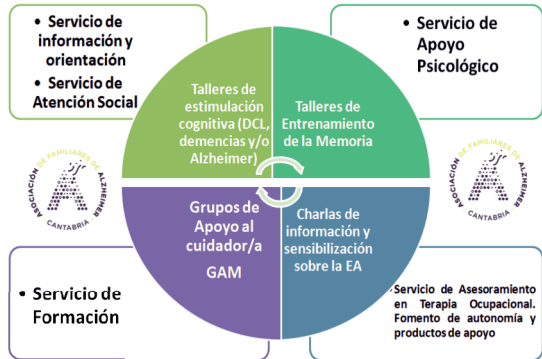 • Servicio de
información y
orientación
• Servicio de
Atención Social
• Servicio de
Apoyo
Psicológico
Talleres de
estimulación
cognitiva (DCL,
demencias y/o
Alzheimer)
Talleres de
Entrenamiento
de la Memoria
ASOCIACIÓN DE FAMILIARES DE ALZHEIMER
CANTABRIA
ASOCIACIÓN DE FAMILIARES DE ALZHEIMER
CANTABRIA
Grupos de
Apoyo al
cuidador/a
GAM
Charlas de
información y
sensibilización
sobre la EA
• Servicio de
Formación
Servicio de Asesoramiento
en Terapia Ocupacional.
Fomento de autonomía y
productos de apoyo